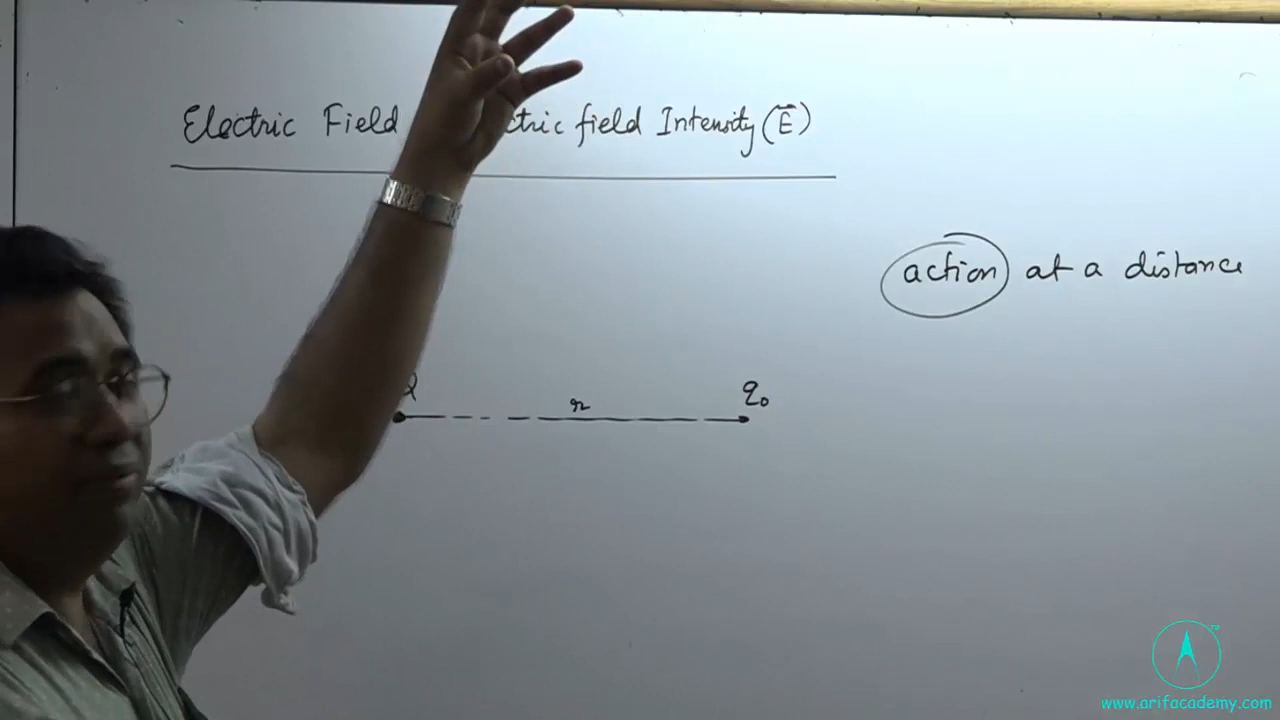 Electric Field ctric field Intensity (E⃗)
action at a distance
Q r q₀
www.arifacademy.com